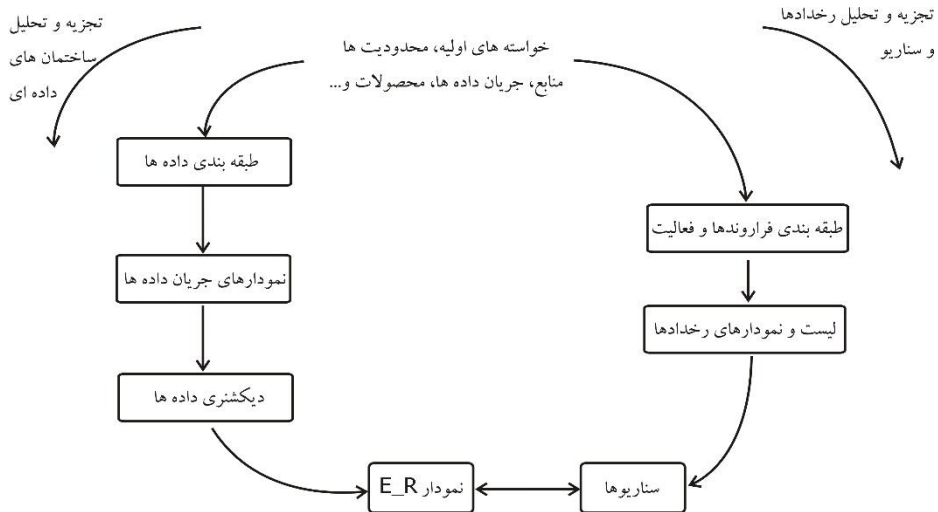 تجزیه و تحلیل رخدادها
و سناریو
خواسته های اولیه، محدودیت ها
منابع، جریان داده ها، محصولات و...
تجزیه و تحلیل
ساختمان های
داده ای
طبقه بندی داده ها
طبقه بندی فراروندها و فعالیت
نمودارهای جریان داده ها
لیست و نمودارهای رخدادها
دیکشنری داده ها
سناریوها
نمودار E_R